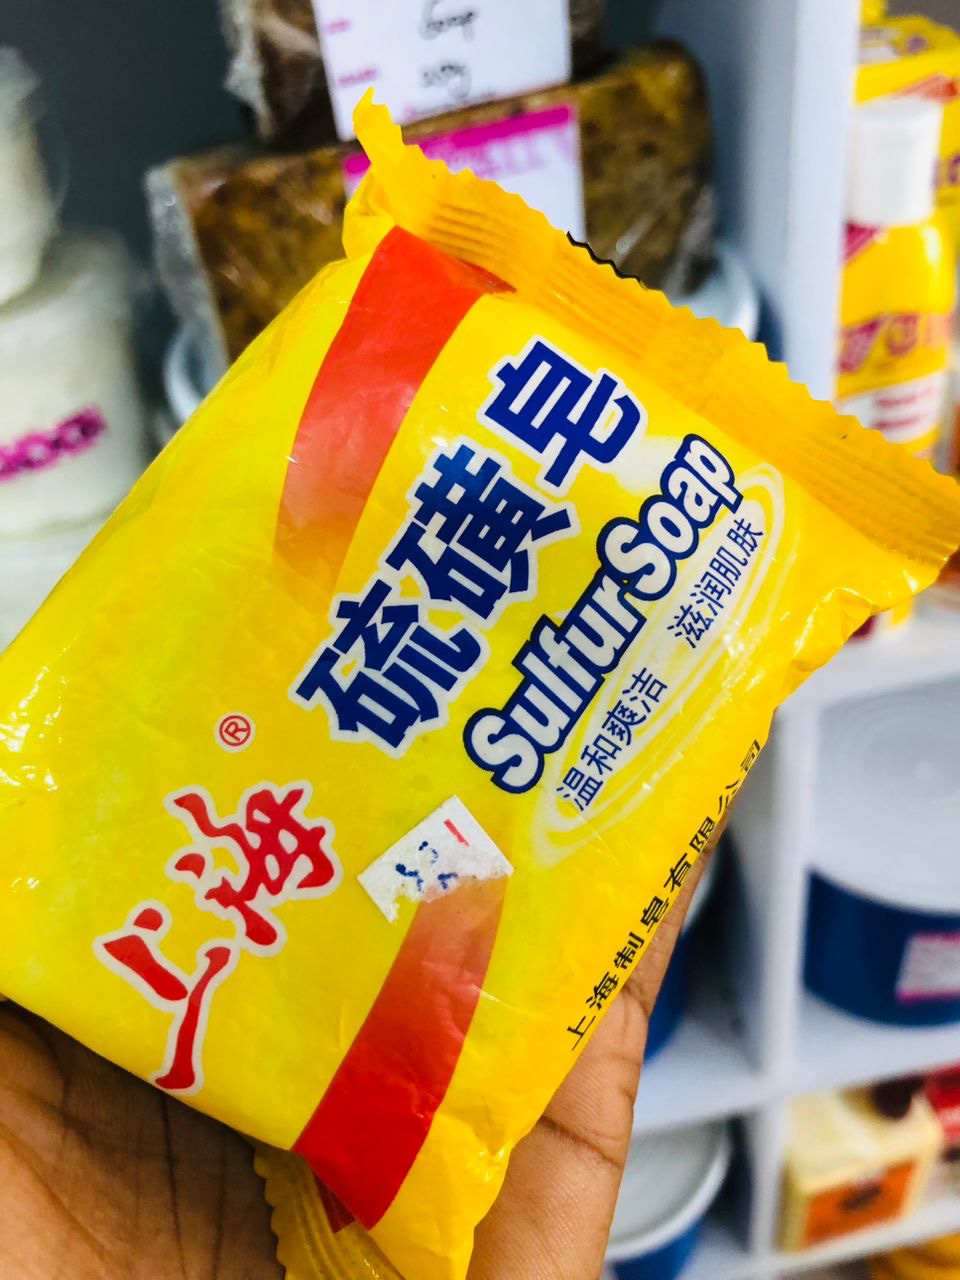 上海®
硫磺皂
Sulfur Soap
温和爽洁 滋润肌肤
上海制皂有限公司